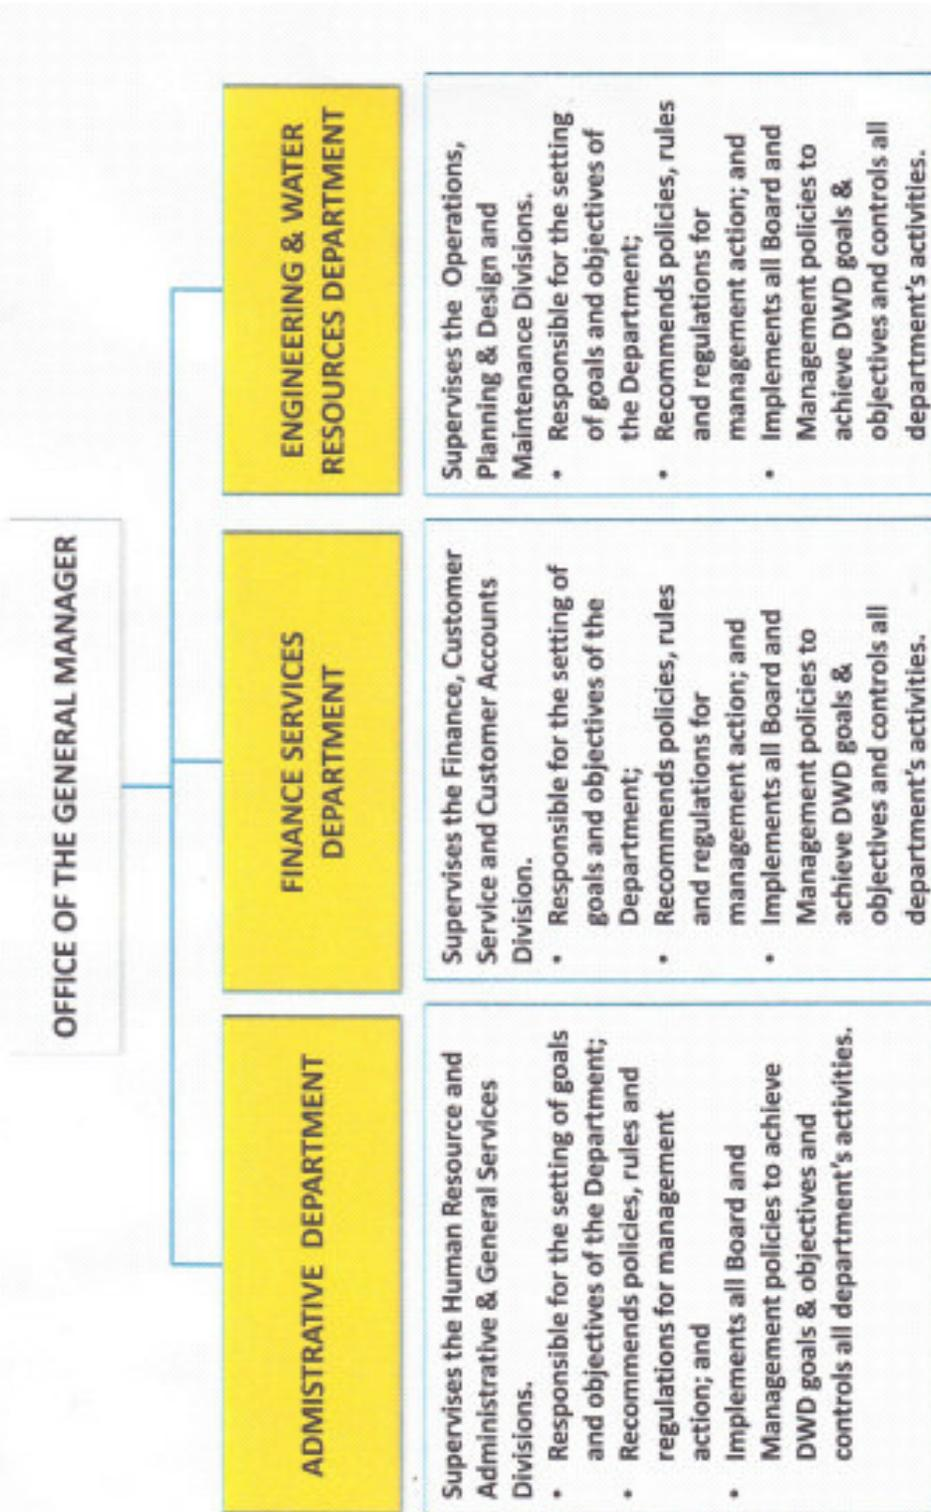 OFFICE OF THE GENERAL MANAGER
ADMISTRATIVE DEPARTMENT
Supervises the Human Resource and
Administrative & General Services
Divisions.
• Responsible for the setting of goals
and objectives of the Department;
• Recommends policies, rules and
regulations for management
action; and
• Implements all Board and
Management policies to achieve
DWD goals & objectives and
controls all department's activities.
FINANCE SERVICES
DEPARTMENT
Supervises the Finance, Customer
Service and Customer Accounts
Division.
• Responsible for the setting of
goals and objectives of the
Department;
• Recommends policies, rules
and regulations for
management action; and
• Implements all Board and
Management policies to
achieve DWD goals &
objectives and controls all
department's activities.
ENGINEERING & WATER
RESOURCES DEPARTMENT
Supervises the Operations,
Planning & Design and
Maintenance Divisions.
• Responsible for the setting
of goals and objectives of
the Department;
• Recommends policies, rules
and regulations for
management action; and
• Implements all Board and
Management policies to
achieve DWD goals &
objectives and controls all
department's activities.